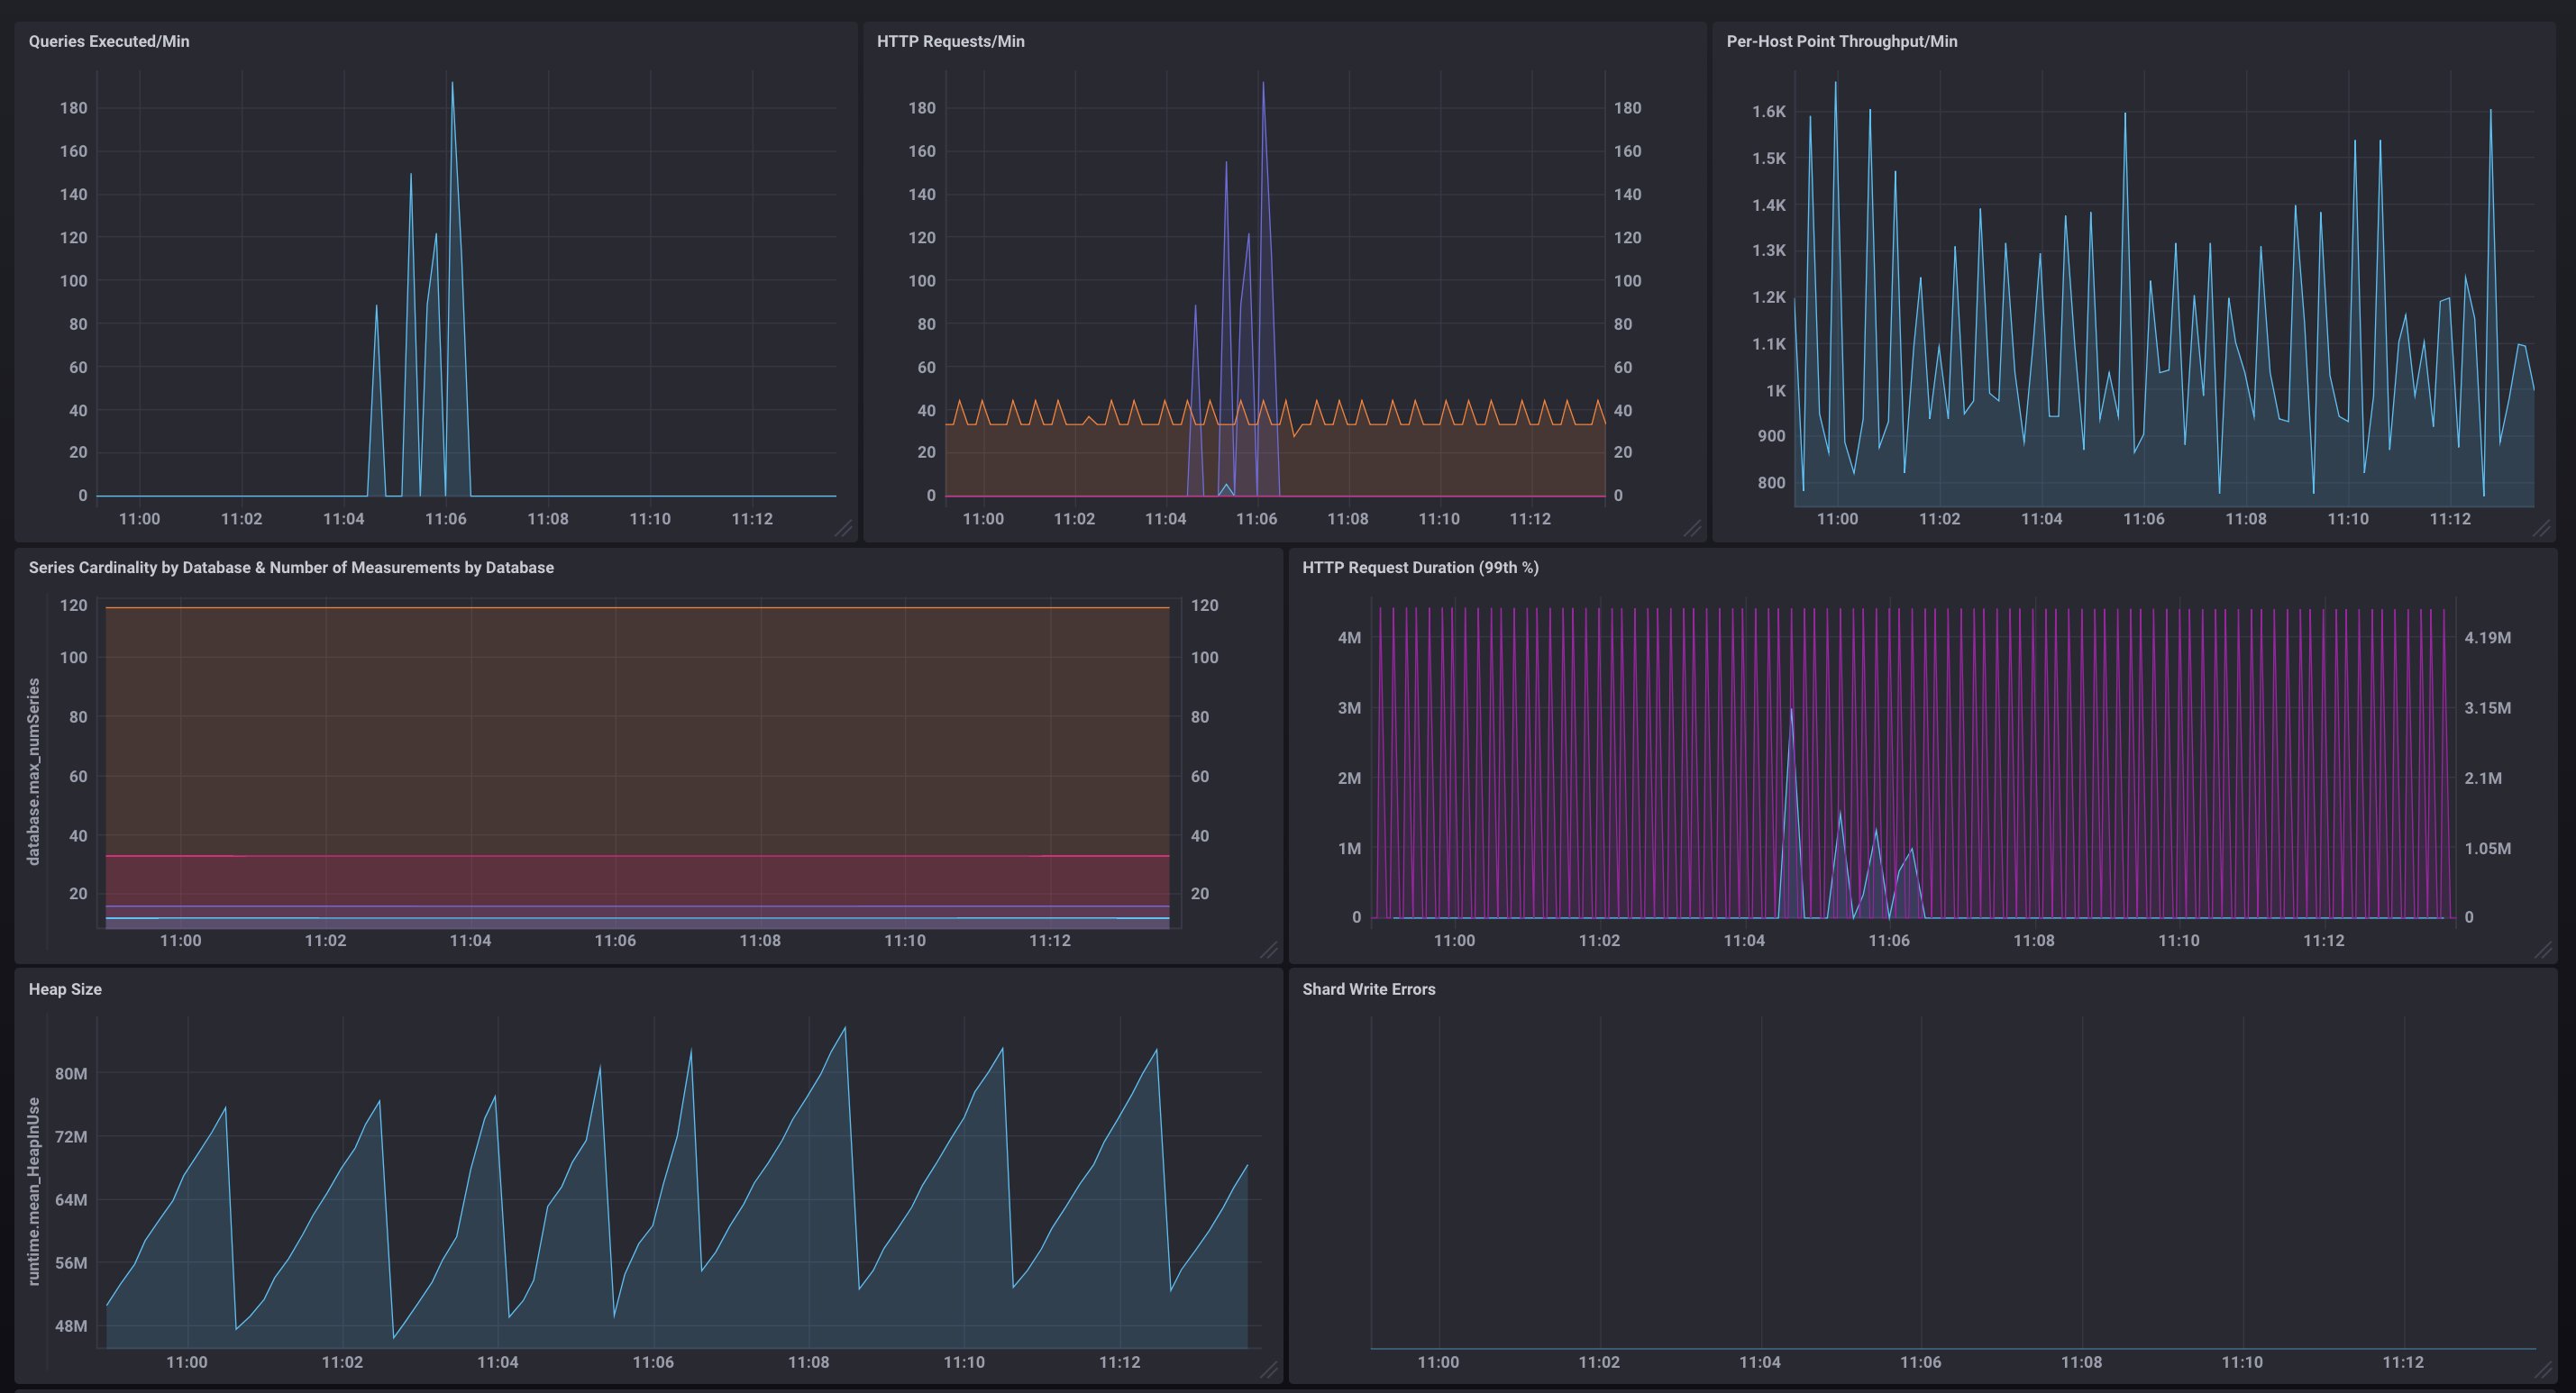 Queries Executed/Min
180
160
140
120
100
80
60
40
20
0
11:00 11:02 11:04 11:06 11:08 11:10 11:12
HTTP Requests/Min
180 180
160 160
140 140
120 120
100 100
80 80
60 60
40 40
20 20
0 0
11:00 11:02 11:04 11:06 11:08 11:10 11:12
Per-Host Point Throughput/Min
1.6K
1.5K
1.4K
1.3K
1.2K
1.1K
1K
900
800
11:00 11:02 11:04 11:06 11:08 11:10 11:12
Series Cardinality by Database & Number of Measurements by Database
database.max_numSeries
120 120
100 100
80 80
60 60
40 40
20 20
11:00 11:02 11:04 11:06 11:08 11:10 11:12
HTTP Request Duration (99th %)
4M 4.19M
3M 3.15M
2M 2.1M
1M 1.05M
0 0
11:00 11:02 11:04 11:06 11:08 11:10 11:12
Heap Size
runtime.mean_HeapInUse
80M
72M
64M
56M
48M
11:00 11:02 11:04 11:06 11:08 11:10 11:12
Shard Write Errors
11:00 11:02 11:04 11:06 11:08 11:10 11:12